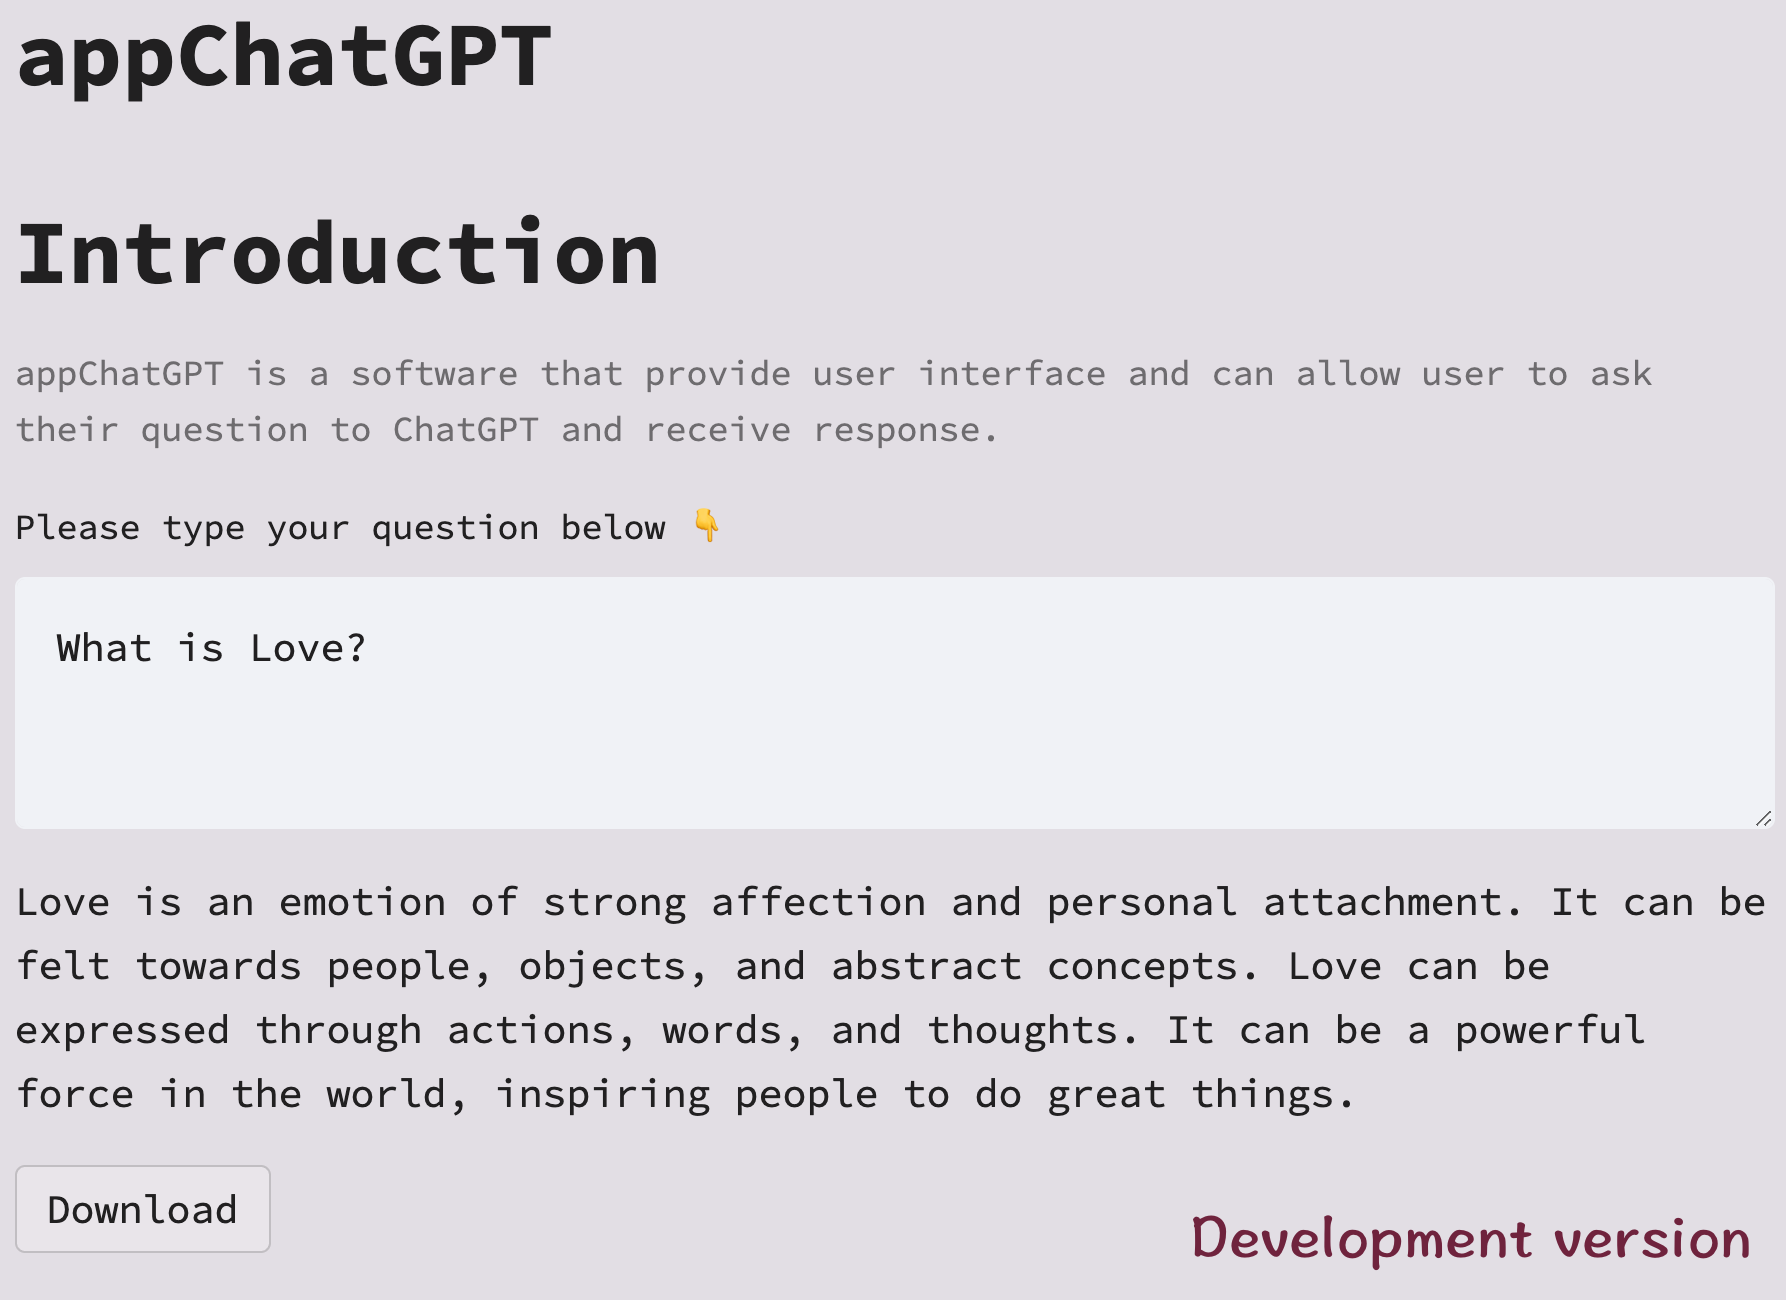 appChatGPT
Introduction
appChatGPT is a software that provide user interface and can allow user to ask
their question to ChatGPT and receive response.
Please type your question below 👇
What is Love?
Love is an emotion of strong affection and personal attachment. It can be
felt towards people, objects, and abstract concepts. Love can be
expressed through actions, words, and thoughts. It can be a powerful
force in the world, inspiring people to do great things.
Download
Development version